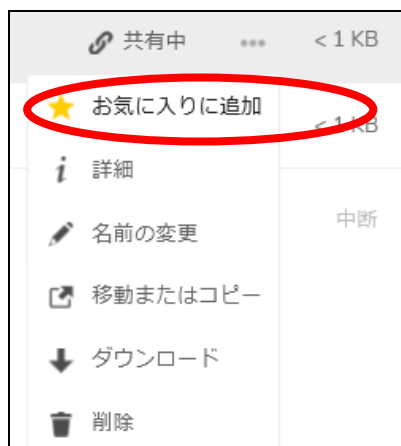 共有中 ••• < 1 KB
お気に入りに追加
< 1 KB
詳細
名前の変更
中断
移動またはコピー
ダウンロード
削除